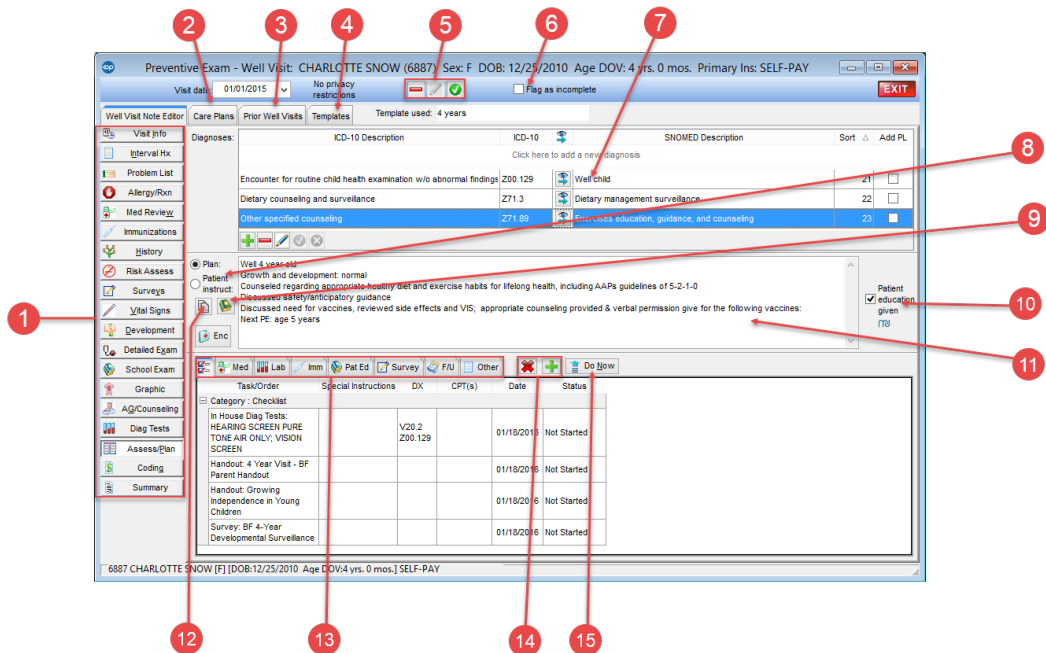 2
3
4
5
6
7
op
Preventive Exam - Well Visit: CHARLOTTE SNOW (6887) Sex: F DOB: 12/25/2010 Age DOV: 4 yrs. 0 mos. Primary Ins: SELF-PAY
Visit date: 01/01/2015
No privacy
restrictions
Flag as incomplete
EXIT
Well Visit Note Editor
Care Plans
Prior Well Visits
Templates
Template used: 4 years
Visit Info
Interval Hx
Problem List
Allergy/Rxn
Med Review
Immunizations
History
Risk Assess
Surveys
Vital Signs
Development
Detailed Exam
School Exam
Graphic
AG/Counseling
Diag Tests
Assess/Plan
Coding
Summary
Diagnoses:
ICD-10 Description
ICD-10
SNOMED Description
Sort
Add PL
Click here to add a new diagnosis
Encounter for routine child health examination w/o abnormal findings
Z00.129
Well child
21
Dietary counseling and surveillance
Z71.3
Dietary management surveillance
22
Other specified counseling
Z71.89
Exercises education, guidance, and counseling
23
Plan:
Patient
instruct:
Enc
Well 4 year old
Growth and development: normal
Counseled regarding appropriate healthy diet and exercise habits for lifelong health, including AAPs guidelines of 5-2-1-0
Discussed safety/anticipatory guidance
Discussed need for vaccines, reviewed side effects and VIS; appropriate counseling provided & verbal permission give for the following vaccines:
Next PE: age 5 years
Patient
education
given
Med
Lab
Imm
Pat Ed
Survey
F/U
Other
Do Now
Task/Order
Special Instructions
DX
CPT(s)
Date
Status
Category : Checklist
In House Diag Tests:
HEARING SCREEN PURE
TONE AIR ONLY; VISION
SCREEN
V20.2
Z00.129
01/18/2016
Not Started
Handout: 4 Year Visit - BF
Parent Handout
01/18/2016
Not Started
Handout: Growing
Independence in Young
Children
01/18/2016
Not Started
Survey: BF 4-Year
Developmental Surveillance
01/18/2016
Not Started
6887 CHARLOTTE SNOW [F] [DOB:12/25/2010 Age DOV:4 yrs. 0 mos.] SELF-PAY
8
9
10
11
1
12
13
14
15